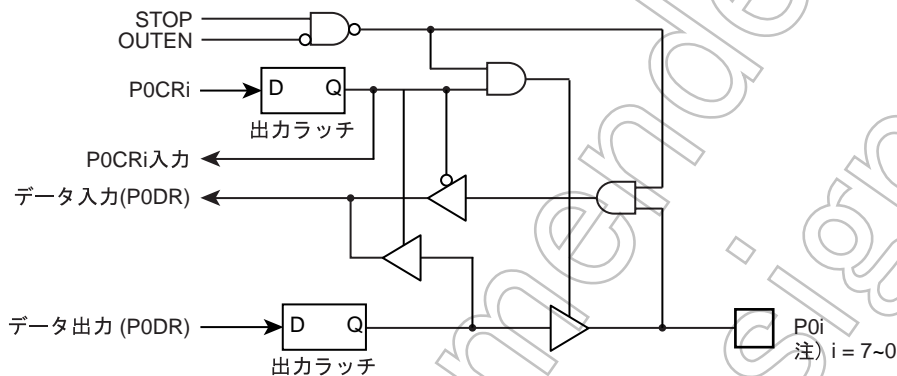 STOP
OUTEN
P0CRi
D Q
出力ラッチ
P0CRi入力
データ入力(P0DR)
データ出力 (P0DR)
D Q
出力ラッチ
P0i
注) i = 7~0